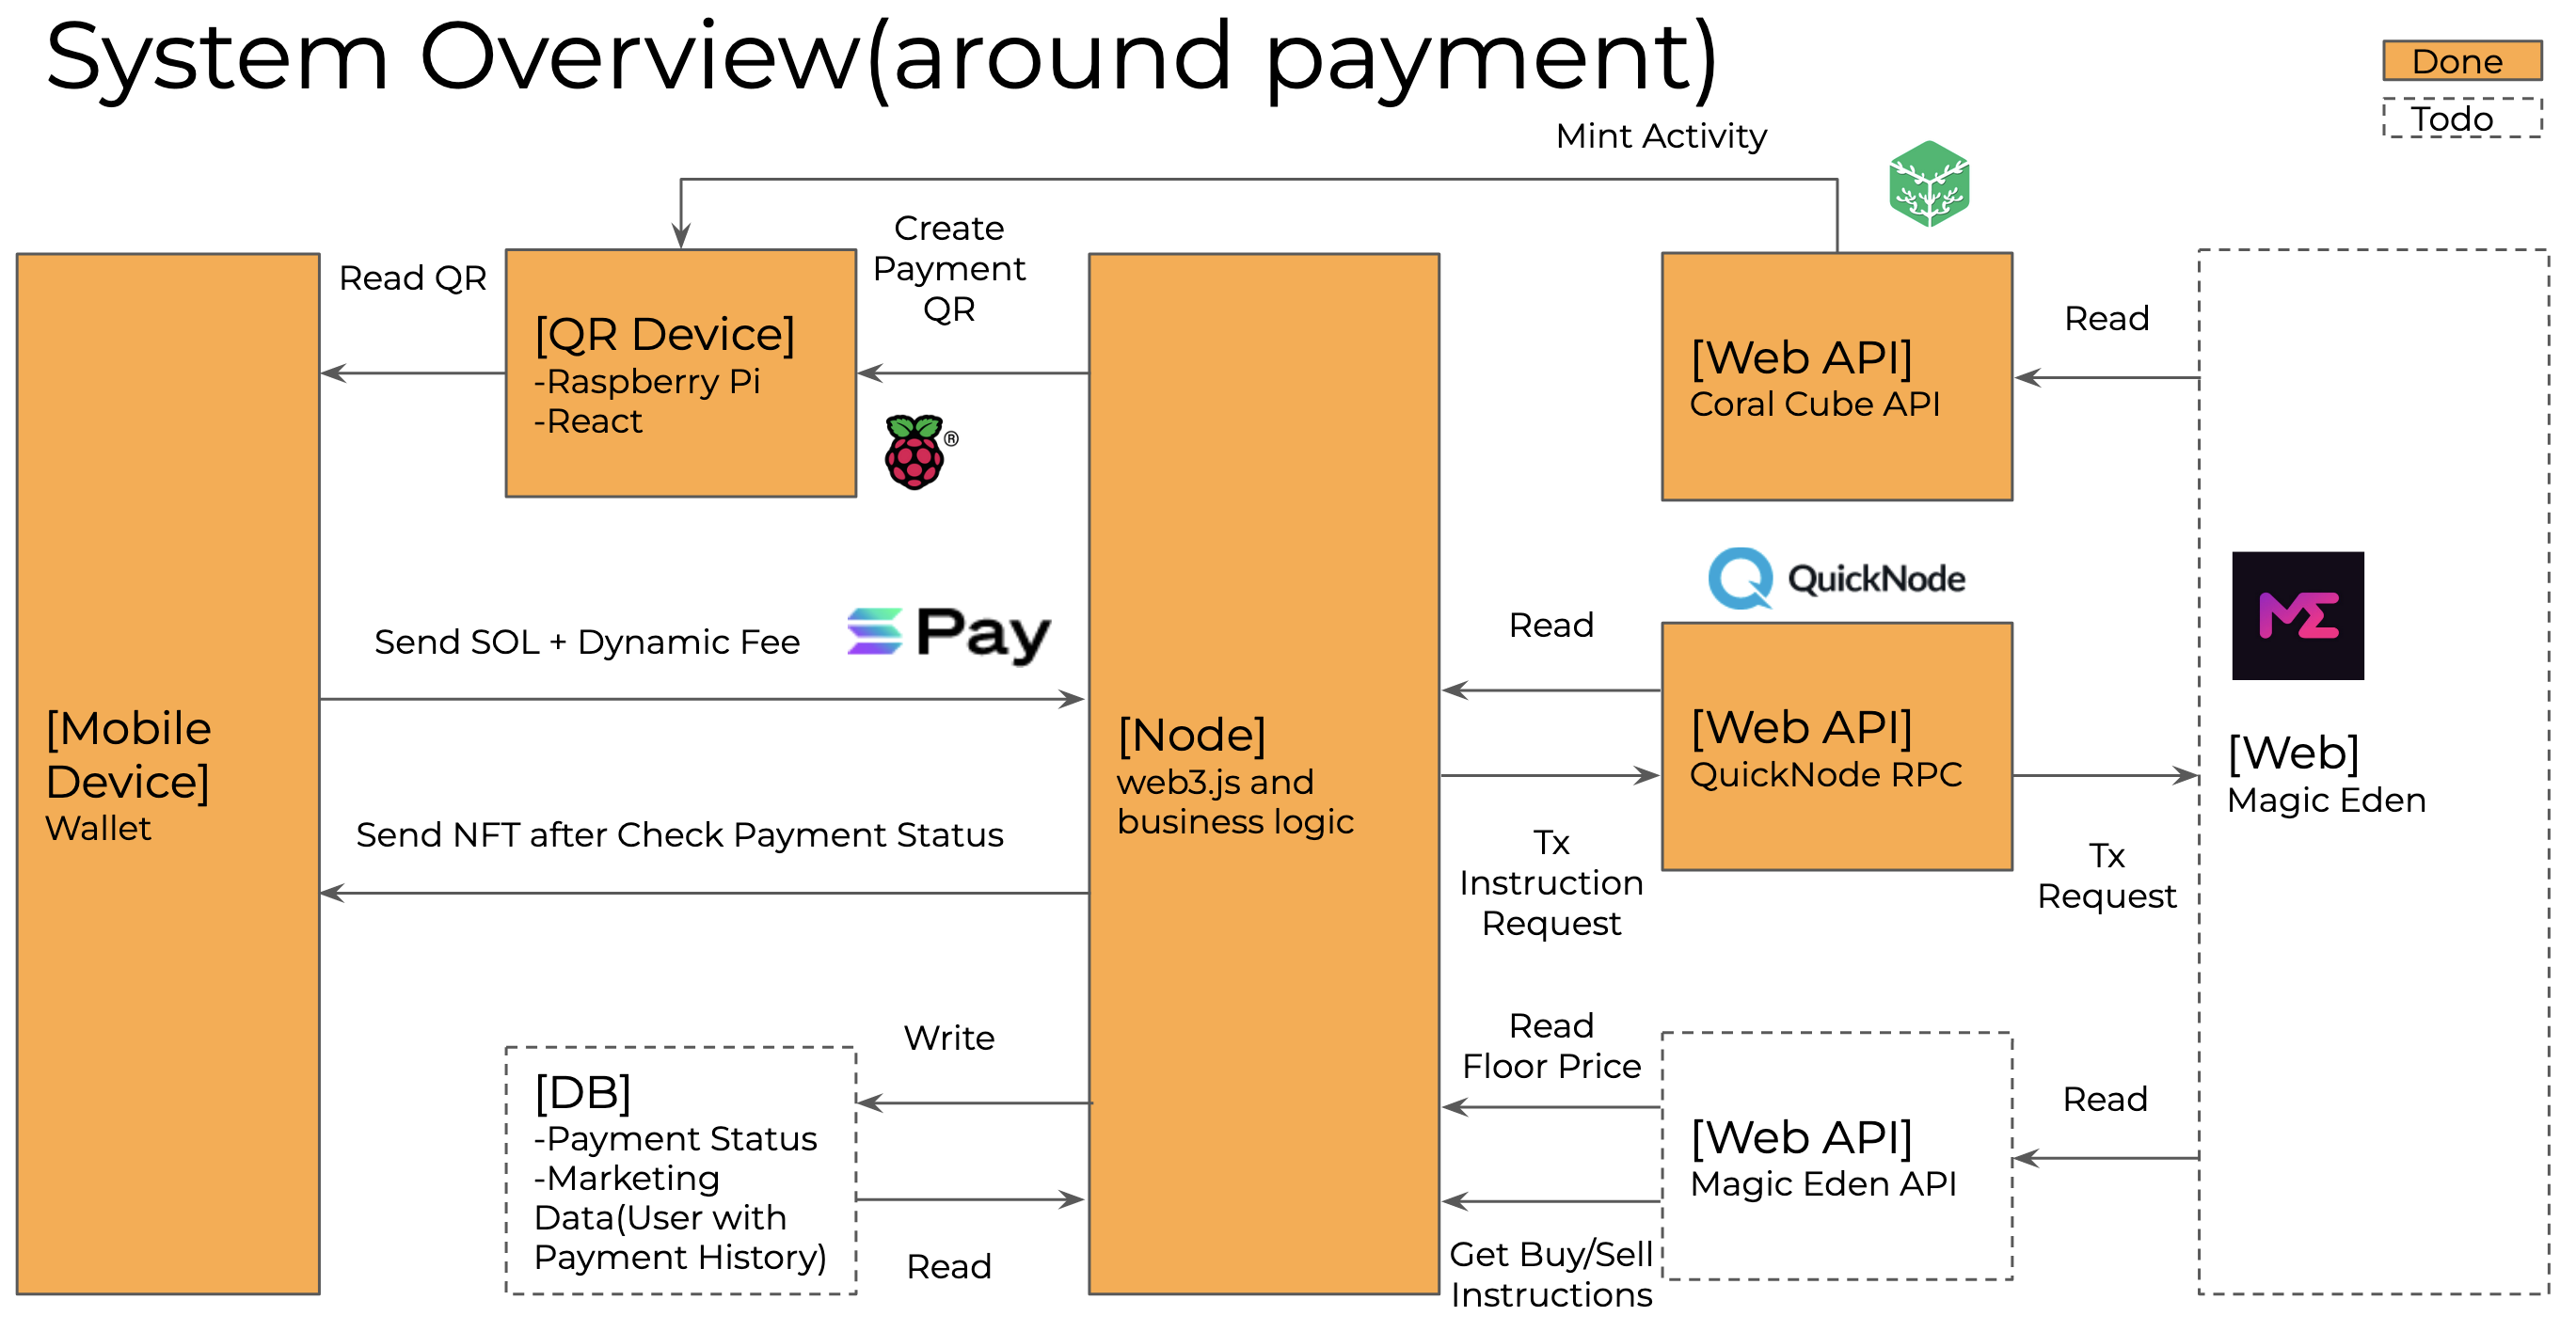 System Overview(around payment)
Done
Todo
Mint Activity
Read QR
Create
Payment
QR
[QR Device]
-Raspberry Pi
-React
®
[Web API]
Coral Cube API
Read
QuickNode
Send SOL + Dynamic Fee
Pay
Read
ME
[Mobile
Device]
Wallet
[Node]
web3.js and
business logic
[Web API]
QuickNode RPC
[Web]
Magic Eden
Send NFT after Check Payment Status
Tx
Instruction
Request
Tx
Request
Write
[DB]
-Payment Status
-Marketing
Data(User with
Payment History)
Read
Read
Floor Price
[Web API]
Magic Eden API
Read
Get Buy/Sell
Instructions